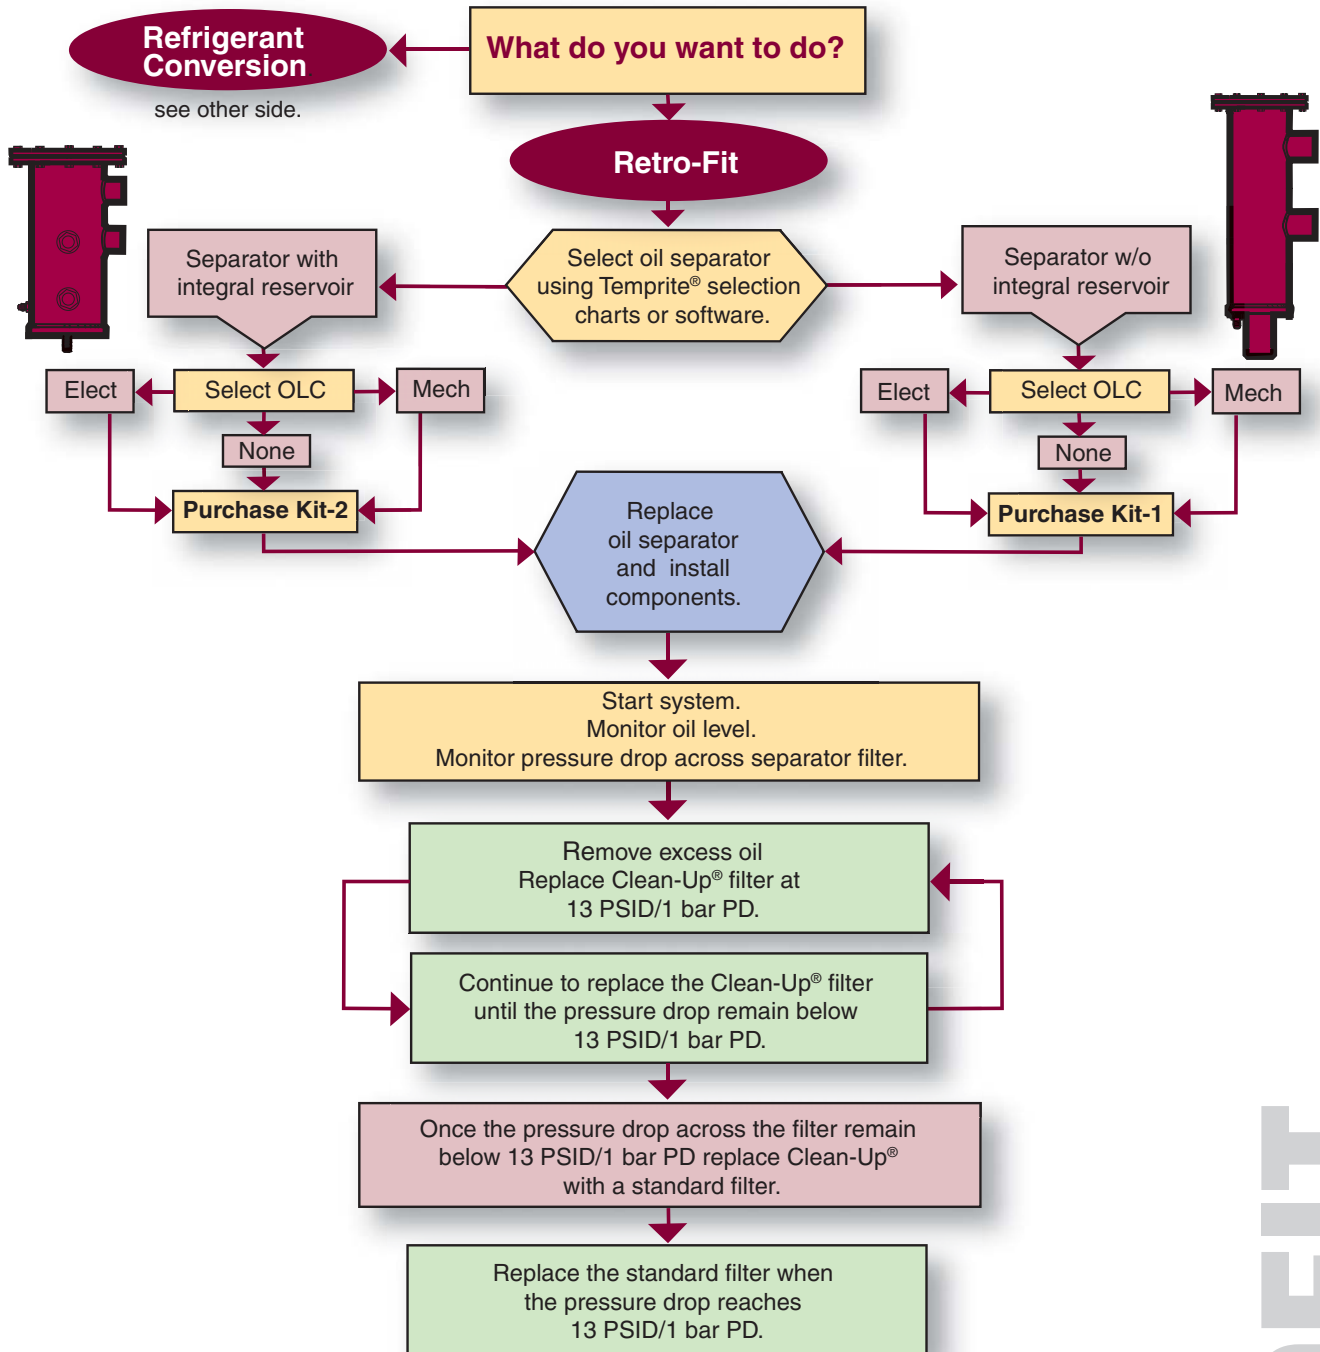 Refrigerant
Conversion
see other side.
What do you want to do?
Retro-Fit
Select oil separator
using Temprite® selection
charts or software.
Separator with
integral reservoir
Elect
Select OLC
Mech
None
Purchase Kit-2
Separator w/o
integral reservoir
Elect
Select OLC
Mech
None
Purchase Kit-1
Replace
oil separator
and install
components.
Start system.
Monitor oil level.
Monitor pressure drop across separator filter.
Remove excess oil
Replace Clean-Up® filter at
13 PSID/1 bar PD.
Continue to replace the Clean-Up® filter
until the pressure drop remain below
13 PSID/1 bar PD.
Once the pressure drop across the filter remain
below 13 PSID/1 bar PD replace Clean-Up®
with a standard filter.
Replace the standard filter when
the pressure drop reaches
13 PSID/1 bar PD.